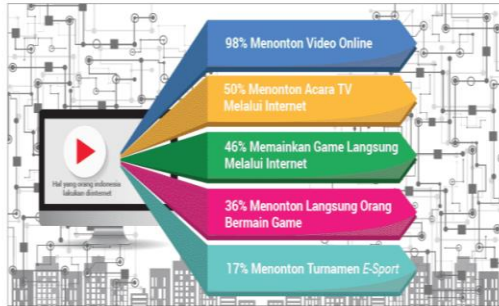 98% Menonton Video Online
50% Menonton Acara TV
Melalui Internet
46% Memainkan Game Langsung
Melalui Internet
Hal yang orang indonesia
lakukan diinternet
36% Menonton Langsung Orang
Bermain Game
17% Menonton Turnamen E-Sport